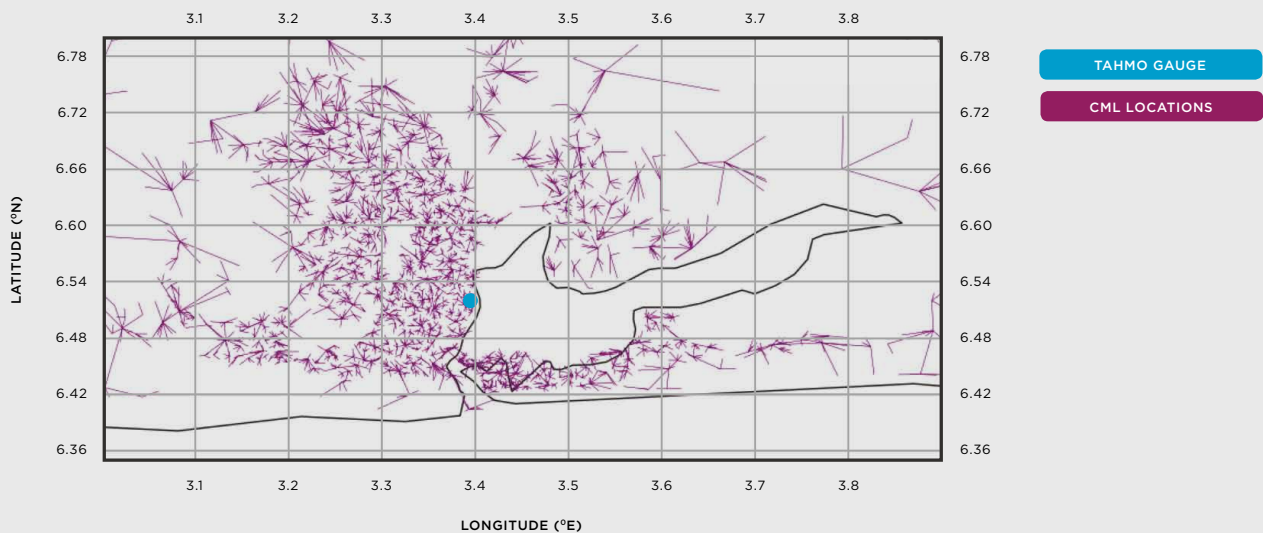 3.1 3.2 3.3 3.4 3.5 3.6 3.7 3.8
6.78 6.78
TAHMO GAUGE
CML LOCATIONS
6.72 6.72
6.66 6.66
LATITUDE (ºN)
6.60 6.60
6.54 6.54
6.48 6.48
6.42 6.42
6.36 6.36
3.1 3.2 3.3 3.4 3.5 3.6 3.7 3.8
LONGITUDE (ºE)